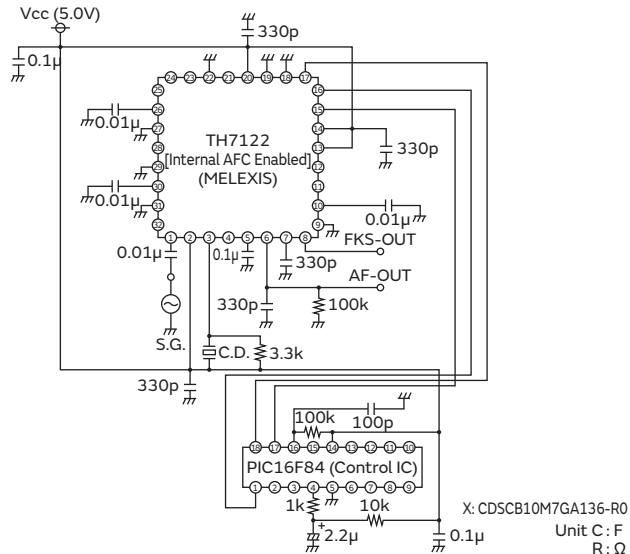 Vcc (5.0V)
330p
0.1μ
24 23 22 21 20 19 18 17
25 16
26 15
0.01μ
27 14
TH7122
330p
28 13
[Internal AFC Enabled]
29 12
(MELEXIS)
30 11
0.01μ
31 10
0.01μ
32 9
1 2 3 4 5 6 7 8
FKS-OUT
0.01μ
0.1μ
330p
AF-OUT
330p
100k
S.G.
C.D.
3.3k
330p
100k
100p
18 17 16 15 14 13 12 11 10
PIC16F84 (Control IC)
1 2 3 4 5 6 7 8 9
1k
10k
X: CDSCB10M7GA136-R0
+
2.2μ
0.1μ
Unit C : F
R : Ω